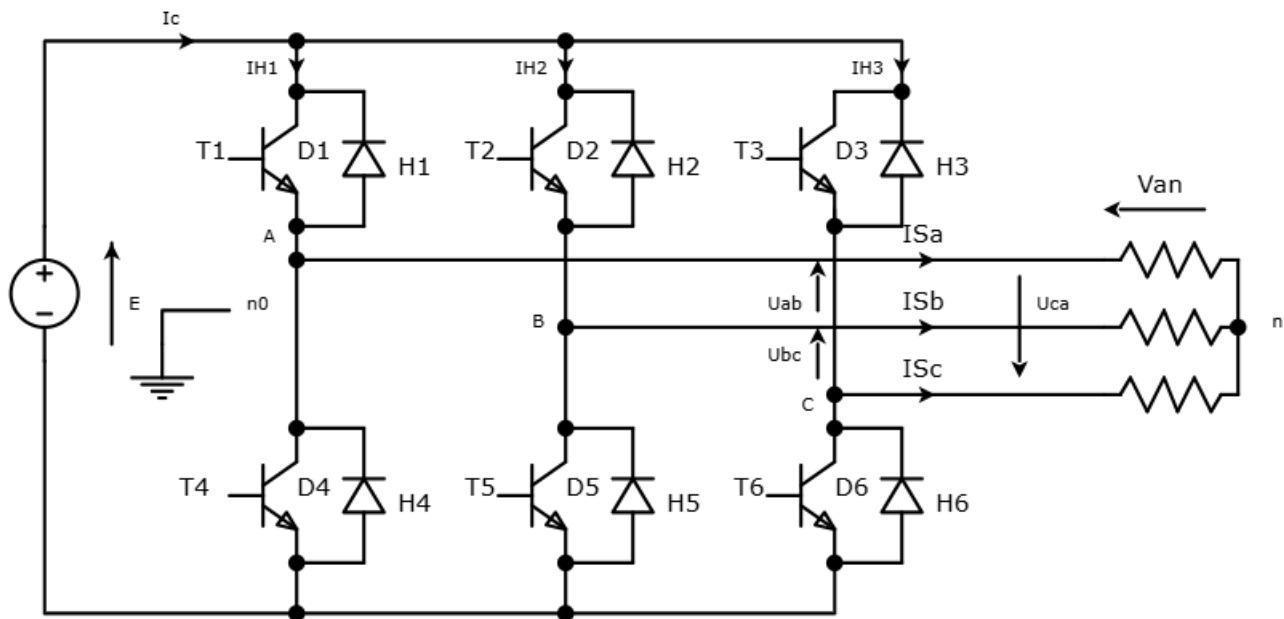 Ic
IH1
IH2
IH3
T1
D1
H1
T2
D2
H2
T3
D3
H3
Van
A
ISa
+
−
E
n0
Uab
Uca
B
ISb
n
Ubc
ISc
C
T4
D4
H4
T5
D5
H5
T6
D6
H6